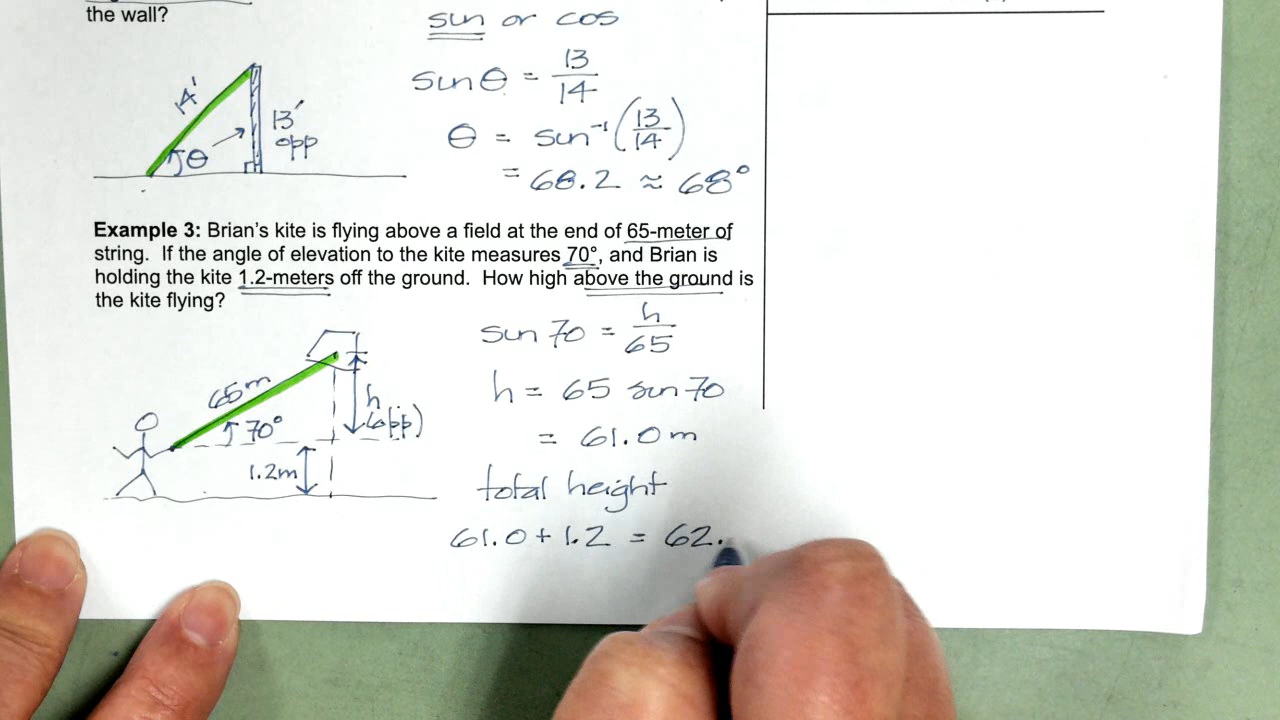 the wall?
sin or cos
14'
13'
opp
θ
sin θ = 13/14
θ = sin⁻¹(13/14)
= 68.2 ≈ 68°
Example 3: Brian's kite is flying above a field at the end of 65-meter of
string. If the angle of elevation to the kite measures 70°, and Brian is
holding the kite 1.2-meters off the ground. How high above the ground is
the kite flying?
65m
70°
h
(opp)
1.2m
sin 70 = h/65
h = 65 sin 70
= 61.0 m
total height
61.0 + 1.2 = 62.